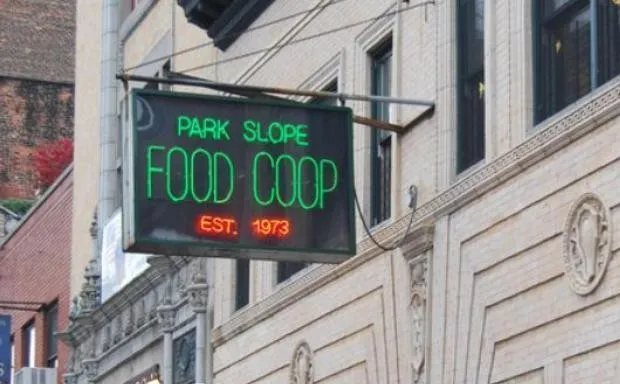 PARK SLOPE
FOOD COOP
EST. 1973